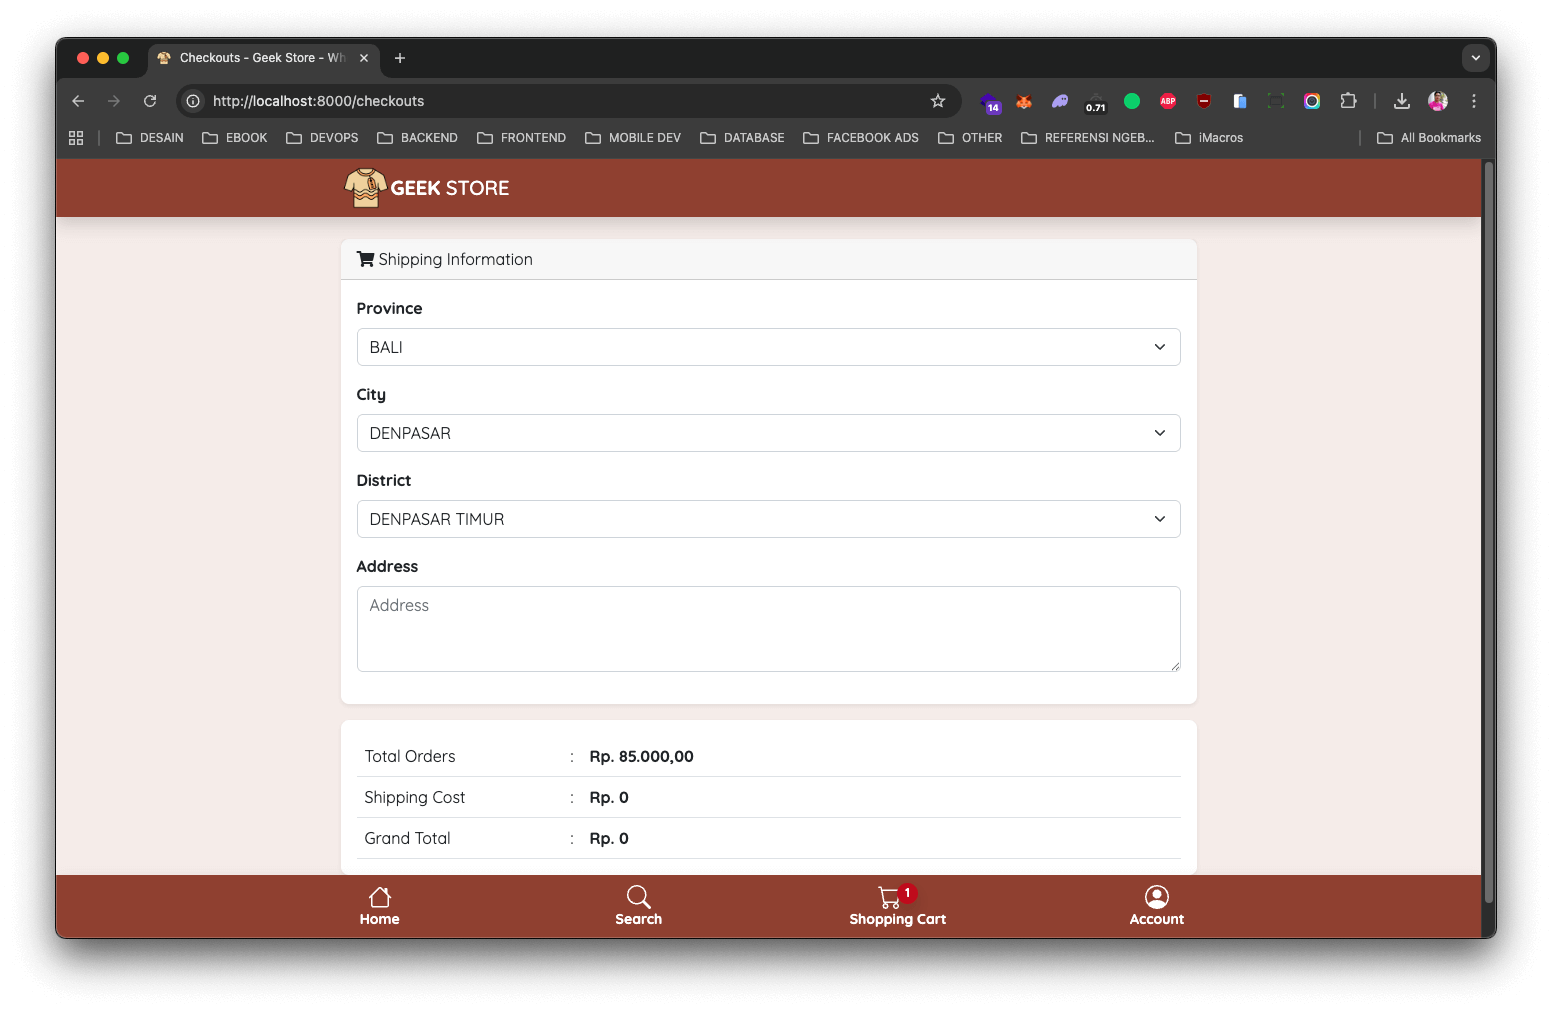 Checkouts - Geek Store - Wh
http://localhost:8000/checkouts
14
0.71
ABP
DESAIN EBOOK DEVOPS BACKEND FRONTEND MOBILE DEV DATABASE FACEBOOK ADS OTHER REFERENSI NGEB... iMacros All Bookmarks
GEEK STORE
Shipping Information
Province
BALI
City
DENPASAR
District
DENPASAR TIMUR
Address
Address
Total Orders : Rp. 85.000,00
Shipping Cost : Rp. 0
Grand Total : Rp. 0
1
Home Search Shopping Cart Account